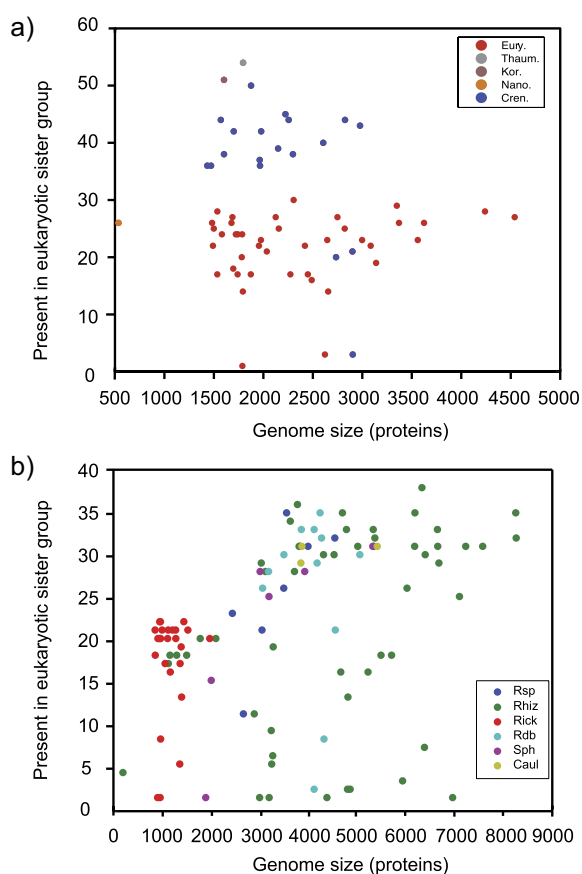 a)
60
50
40
30
20
10
0
Present in eukaryotic sister group
Eury.
Thaum.
Kor.
Nano.
Cren.
500 1000 1500 2000 2500 3000 3500 4000 4500 5000
Genome size (proteins)
b)
40
35
30
25
20
15
10
5
0
Present in eukaryotic sister group
Rsp
Rhiz
Rick
Rdb
Sph
Caul
0 1000 2000 3000 4000 5000 6000 7000 8000 9000
Genome size (proteins)